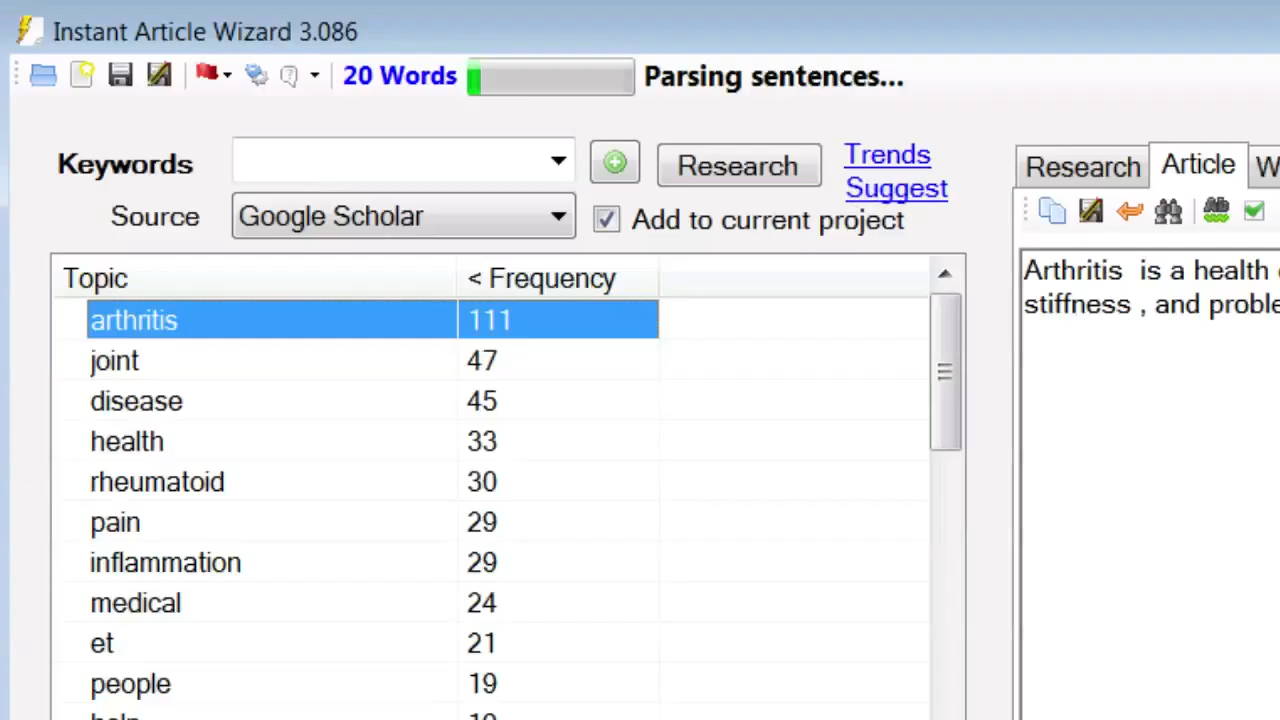 Instant Article Wizard 3.086
20 Words Parsing sentences...
Keywords Research Trends
Suggest
Source Google Scholar Add to current project
Topic < Frequency
arthritis 111
joint 47
disease 45
health 33
rheumatoid 30
pain 29
inflammation 29
medical 24
et 21
people 19
Research Article W
Arthritis is a health
stiffness , and proble